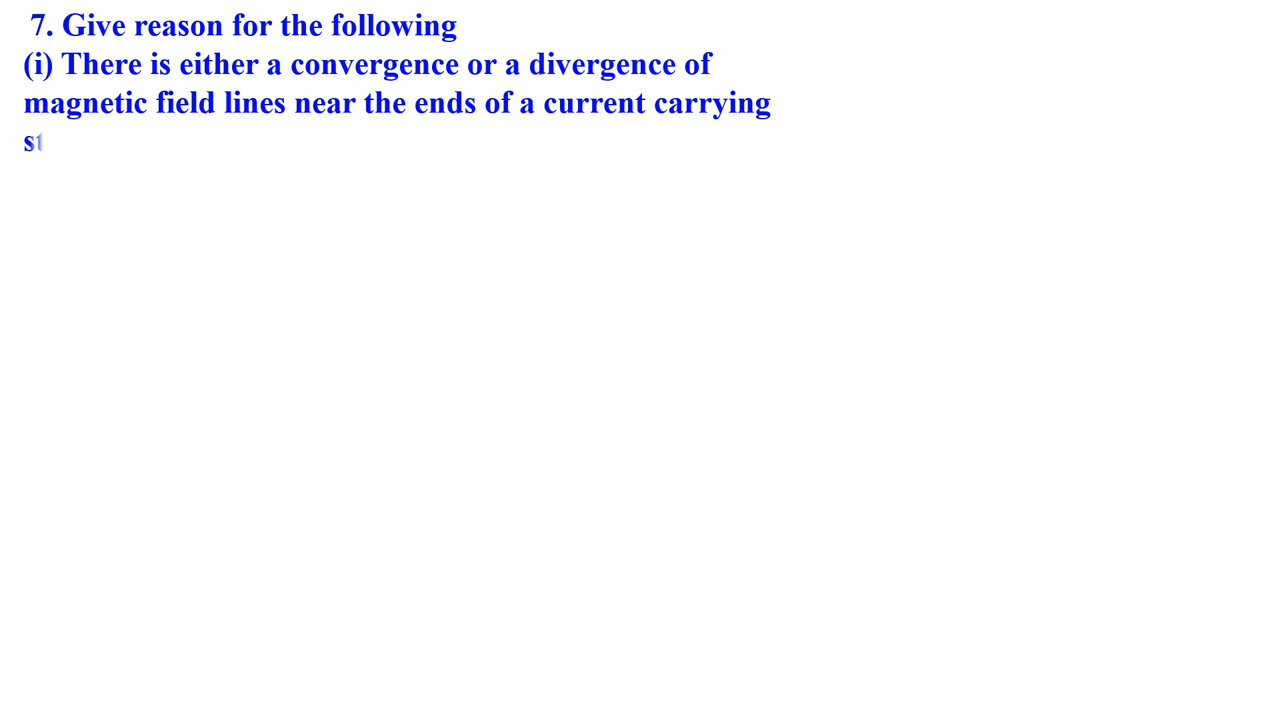 7. Give reason for the following
(i) There is either a convergence or a divergence of
magnetic field lines near the ends of a current carrying